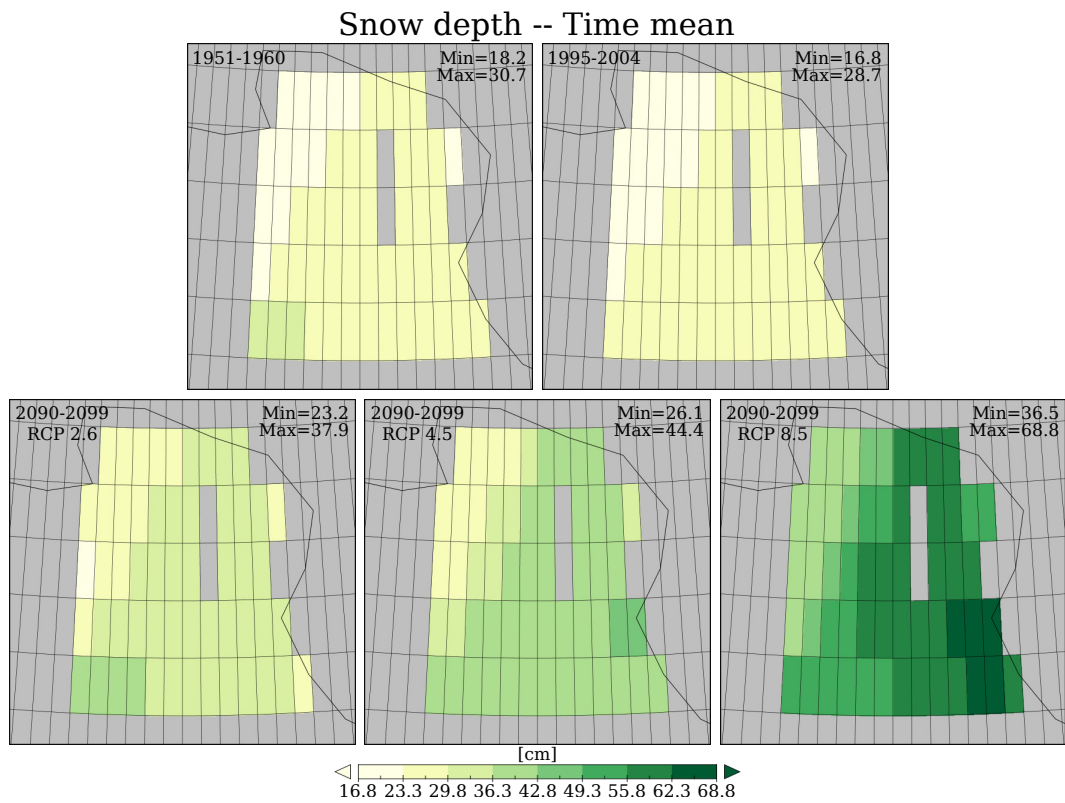 Snow depth -- Time mean
1951-1960
Min=18.2
Max=30.7
1995-2004
Min=16.8
Max=28.7
2090-2099
RCP 2.6
Min=23.2
Max=37.9
2090-2099
RCP 4.5
Min=26.1
Max=44.4
2090-2099
RCP 8.5
Min=36.5
Max=68.8
[cm]
16.8 23.3 29.8 36.3 42.8 49.3 55.8 62.3 68.8